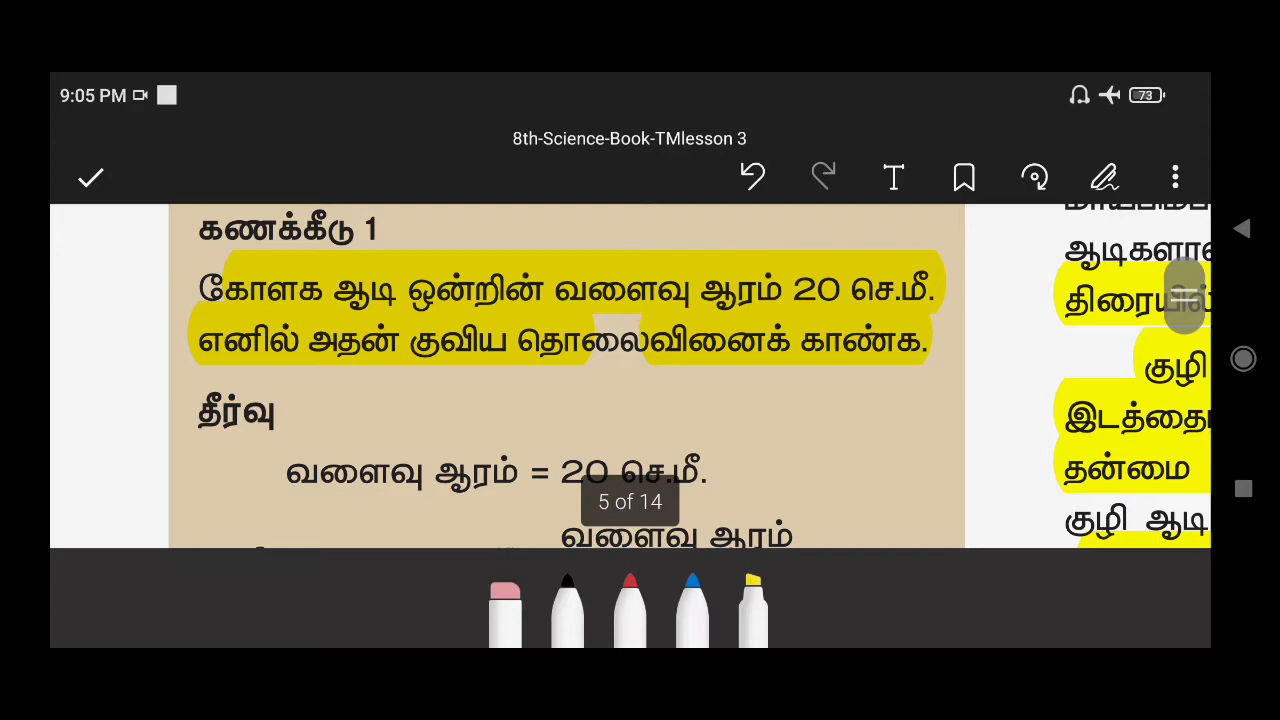 9:05 PM
73
8th-Science-Book-TMlesson 3
கணக்கீடு 1
கோளக ஆடி ஒன்றின் வளைவு ஆரம் 20 செ.மீ.
எனில் அதன் குவிய தொலைவினைக் காண்க.
தீர்வு
வளைவு ஆரம் = 20 செ.மீ.
5 of 14
வளைவு ஆரம்
ஆடிகளால
திரையில்
குழி
இடத்தை
தன்மை
குழி ஆடி